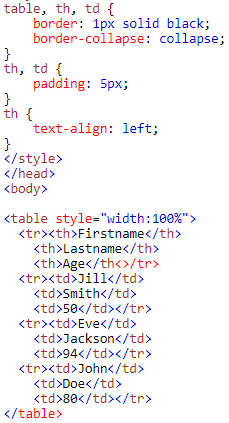 table, th, td {
    border: 1px solid black;
    border-collapse: collapse;
}
th, td {
    padding: 5px;
}
th {
    text-align: left;
}
</style>
</head>
<body>

<table style="width:100%">
  <tr><th>Firstname</th>
    <th>Lastname</th>
    <th>Age</th<>/tr>
  <tr><td>Jill</td>
    <td>Smith</td>
    <td>50</td></tr>
  <tr><td>Eve</td>
    <td>Jackson</td>
    <td>94</td></tr>
  <tr><td>John</td>
    <td>Doe</td>
    <td>80</td></tr>
</table>